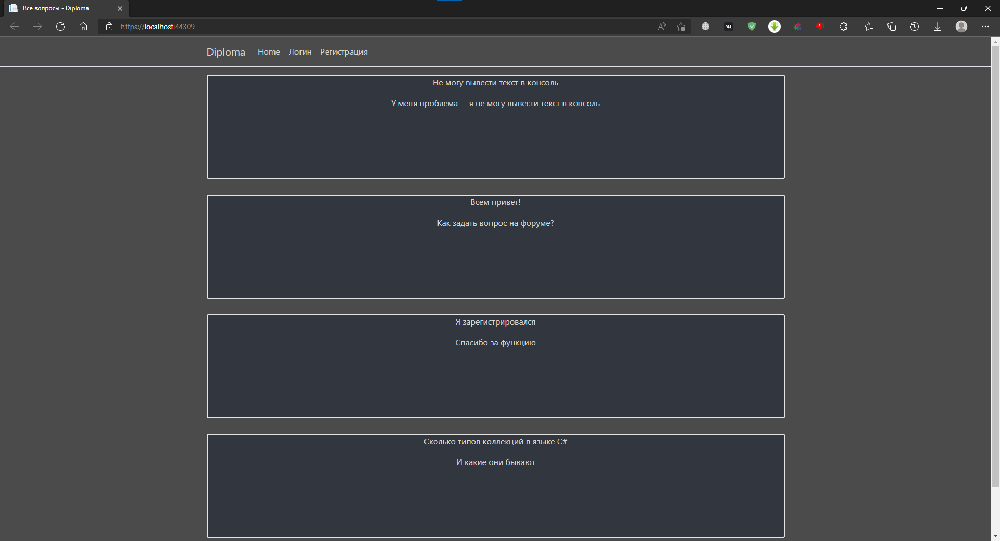 Все вопросы - Diploma
https://localhost:44309
Diploma Home Логин Регистрация
Не могу вывести текст в консоль
У меня проблема -- я не могу вывести текст в консоль
Всем привет!
Как задать вопрос на форуме?
Я зарегистрировался
Спасибо за функцию
Сколько типов коллекций в языке C#
И какие они бывают